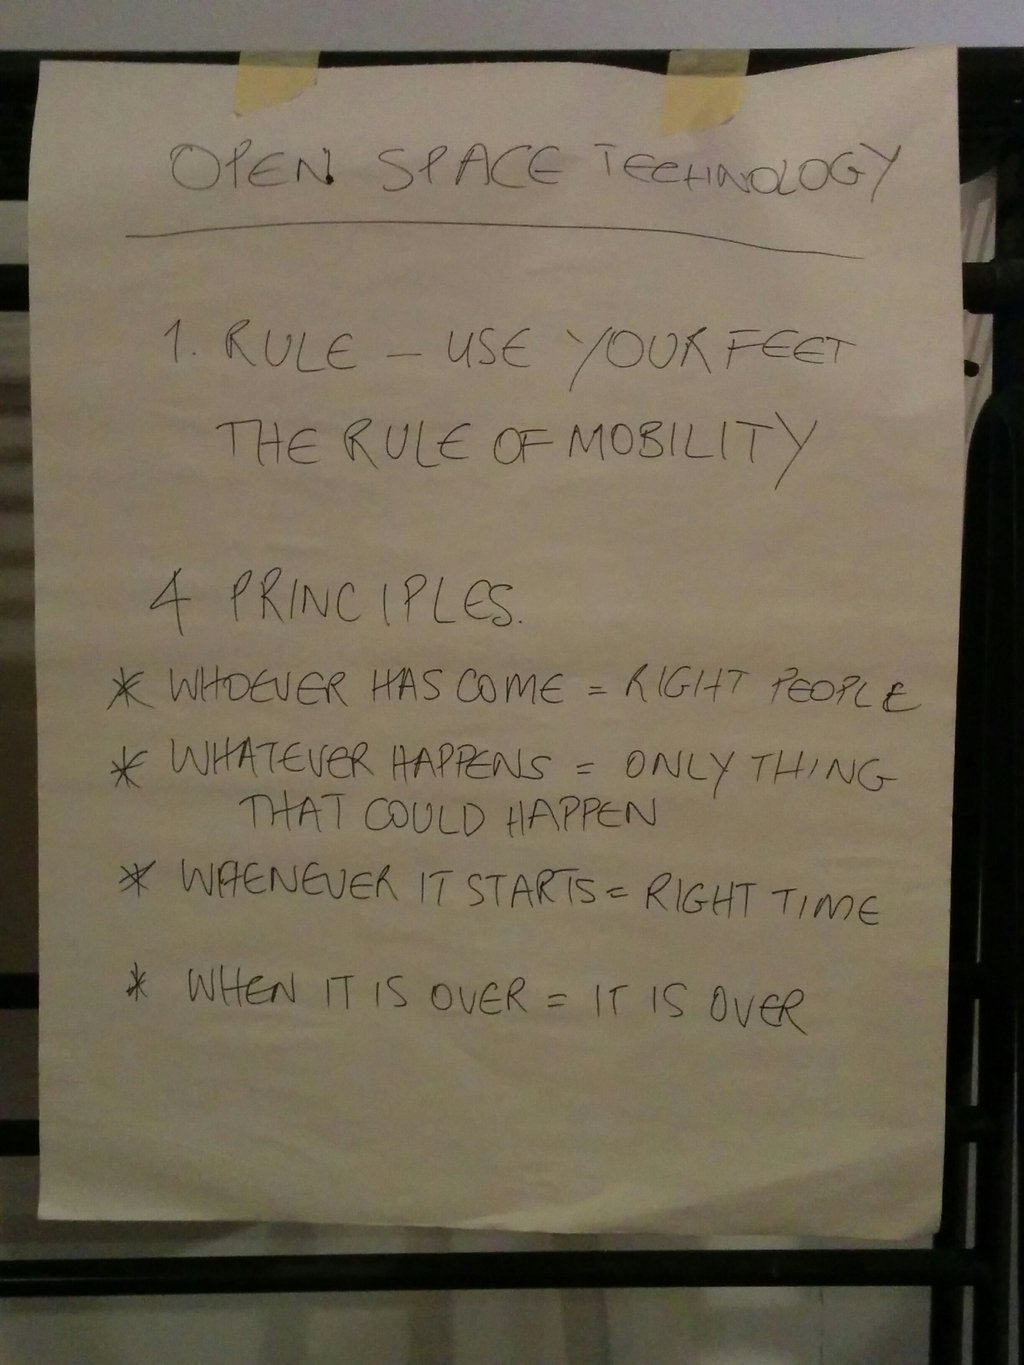 OPEN SPACE TECHNOLOGY
1. RULE - USE YOUR FEET
THE RULE OF MOBILITY
4 PRINCIPLES.
* WHOEVER HAS COME = RIGHT PEOPLE
* WHATEVER HAPPENS = ONLY THING
THAT COULD HAPPEN
* WHENEVER IT STARTS = RIGHT TIME
* WHEN IT IS OVER = IT IS OVER